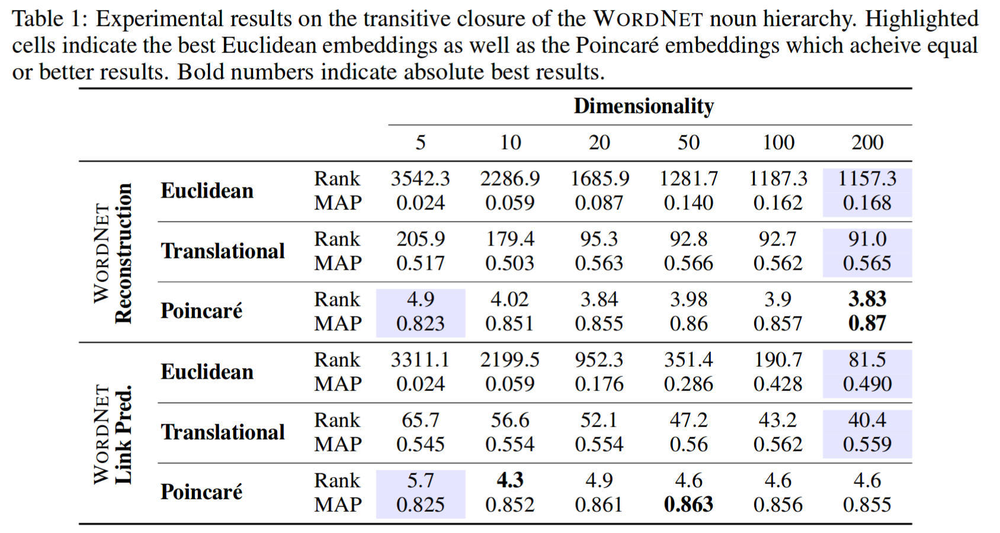 Table 1: Experimental results on the transitive closure of the WORDNET noun hierarchy. Highlighted
cells indicate the best Euclidean embeddings as well as the Poincaré embeddings which acheive equal
or better results. Bold numbers indicate absolute best results.
Dimensionality
5 10 20 50 100 200
WORDNET
Reconstruction
Euclidean
Rank 3542.3 2286.9 1685.9 1281.7 1187.3 1157.3
MAP 0.024 0.059 0.087 0.140 0.162 0.168
Translational
Rank 205.9 179.4 95.3 92.8 92.7 91.0
MAP 0.517 0.503 0.563 0.566 0.562 0.565
Poincaré
Rank 4.9 4.02 3.84 3.98 3.9 3.83
MAP 0.823 0.851 0.855 0.86 0.857 0.87
WORDNET
Link Pred.
Euclidean
Rank 3311.1 2199.5 952.3 351.4 190.7 81.5
MAP 0.024 0.059 0.176 0.286 0.428 0.490
Translational
Rank 65.7 56.6 52.1 47.2 43.2 40.4
MAP 0.545 0.554 0.554 0.56 0.562 0.559
Poincaré
Rank 5.7 4.3 4.9 4.6 4.6 4.6
MAP 0.825 0.852 0.861 0.863 0.856 0.855